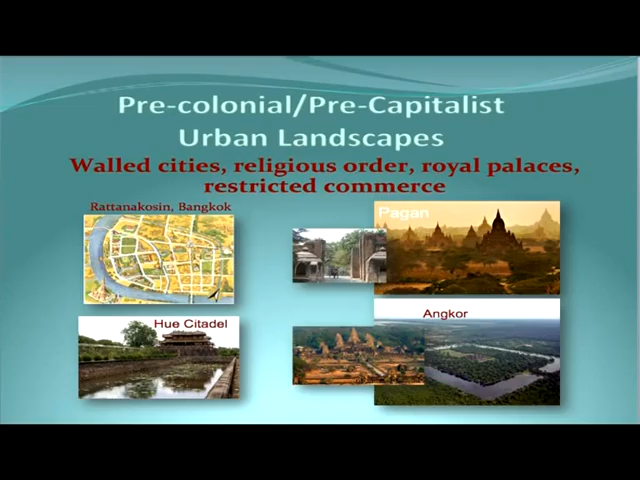 Pre-colonial/Pre-Capitalist
Urban Landscapes
Walled cities, religious order, royal palaces,
restricted commerce
Rattanakosin, Bangkok
Pagan
Hue Citadel
Angkor